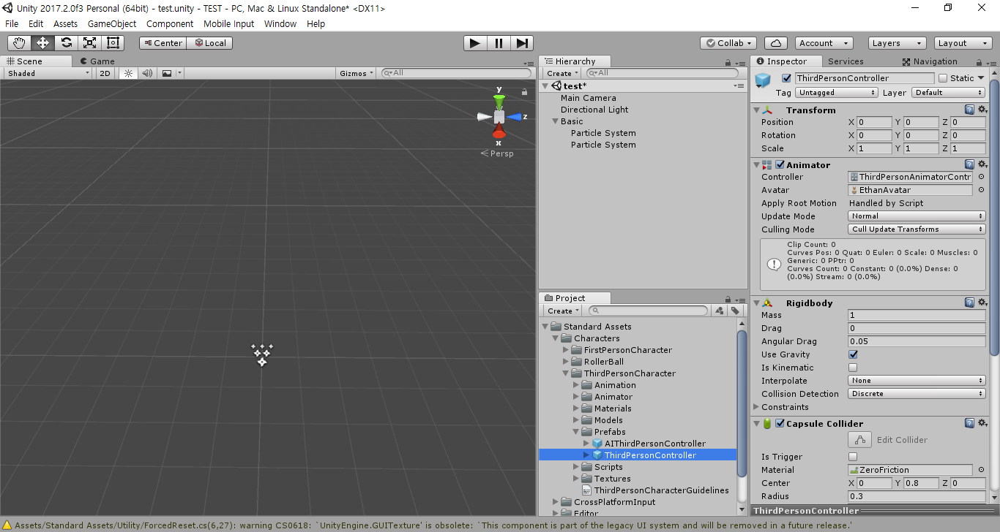 Unity 2017.2.0f3 Personal (64bit) - test.unity - TEST - PC, Mac & Linux Standalone* <DX11>
File Edit Assets GameObject Component Mobile Input Window Help
Center Local Collab Account Layers Layout
Scene Game
Shaded 2D Gizmos All
y
z
x
Persp
Hierarchy
Create All
test*
Main Camera
Directional Light
Basic
Particle System
Particle System
Project
Create
Standard Assets
Characters
FirstPersonCharacter
RollerBall
ThirdPersonCharacter
Animation
Animator
Materials
Models
Prefabs
AIThirdPersonController
ThirdPersonController
Scripts
Textures
ThirdPersonCharacterGuidelines
CrossPlatformInput
Editor
Inspector Services Navigation
ThirdPersonController Static
Tag Untagged Layer Default
Transform
Position X 0 Y 0 Z 0
Rotation X 0 Y 0 Z 0
Scale X 1 Y 1 Z 1
Animator
Controller ThirdPersonAnimatorContr
Avatar EthanAvatar
Apply Root Motion Handled by Script
Update Mode Normal
Culling Mode Cull Update Transforms
Clip Count: 0
Curves Pos: 0 Quat: 0 Euler: 0 Scale: 0 Muscles: 0
Generic: 0 PPtr: 0
Curves Count: 0 Constant: 0 (0.0%) Dense: 0
(0.0%) Stream: 0 (0.0%)
Rigidbody
Mass 1
Drag 0
Angular Drag 0.05
Use Gravity
Is Kinematic
Interpolate None
Collision Detection Discrete
Constraints
Capsule Collider
Edit Collider
Is Trigger
Material ZeroFriction
Center X 0 Y 0.8 Z 0
Radius 0.3
ThirdPersonController
Assets/Standard Assets/Utility/ForcedReset.cs(6,27): warning CS0618: `UnityEngine.GUITexture' is obsolete: `This component is part of the legacy UI system and will be removed in a future release.'